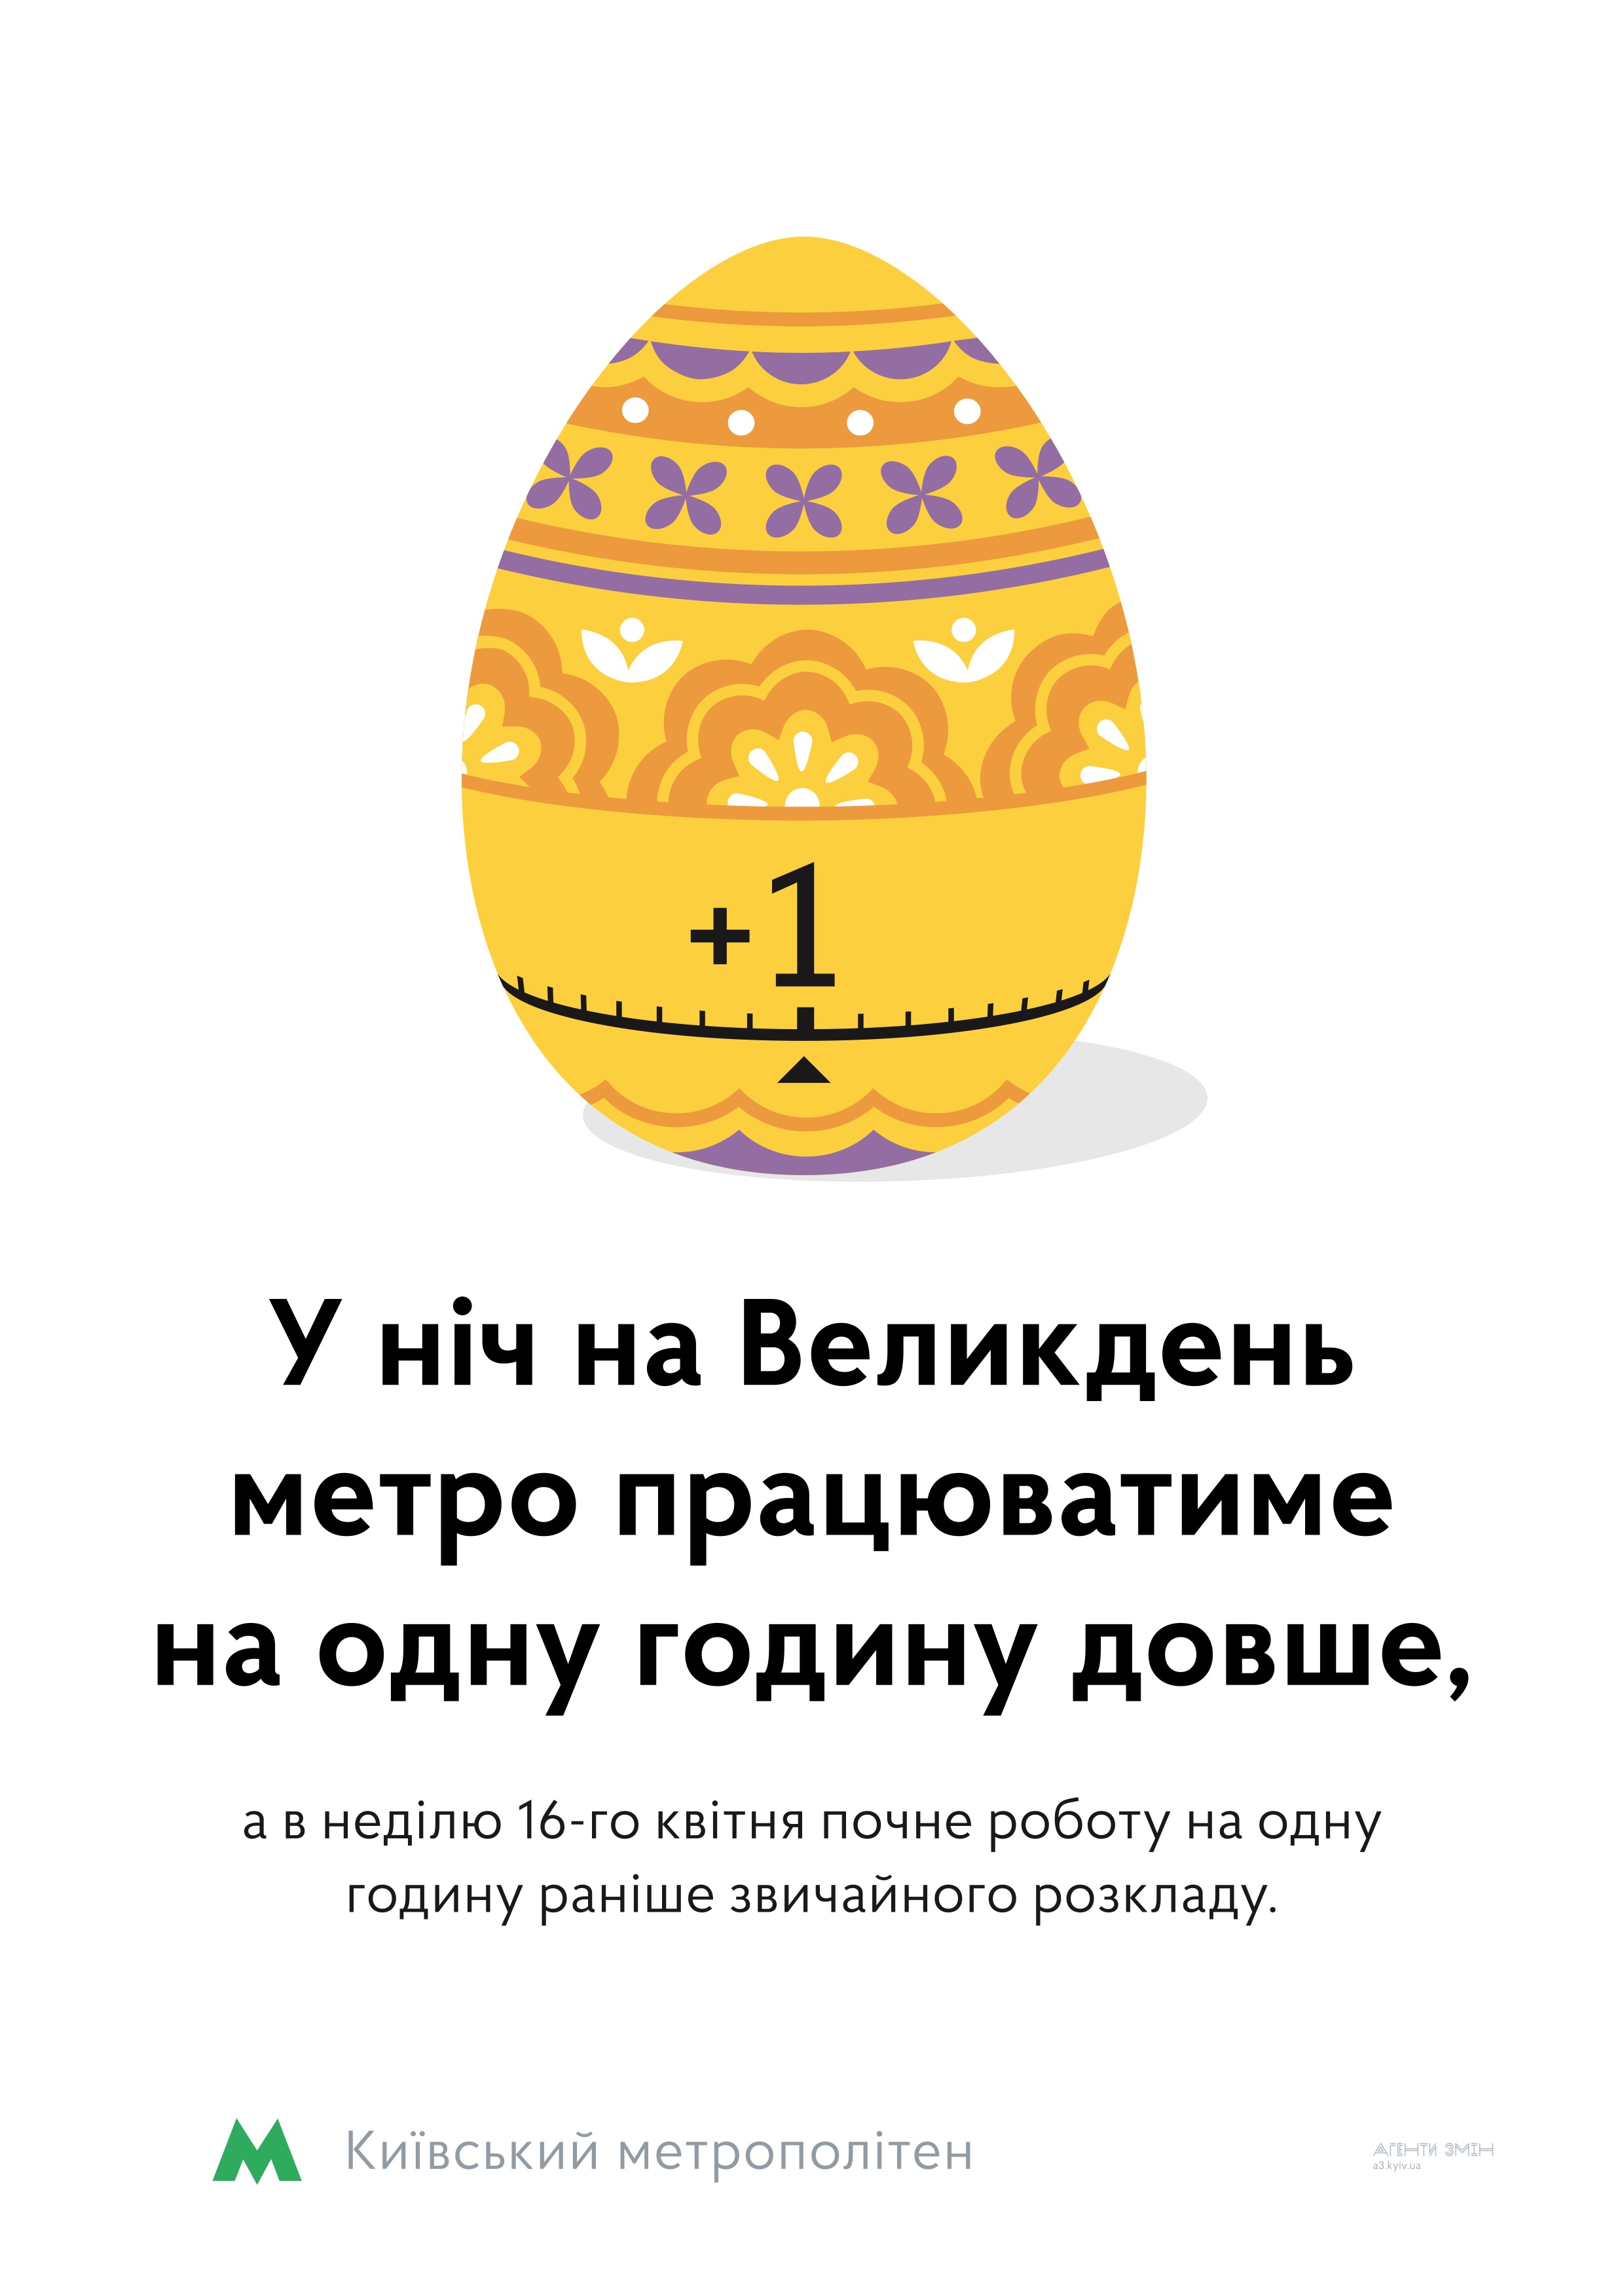 +1
У ніч на Великдень
метро працюватиме
на одну годину довше,
а в неділю 16-го квітня почне роботу на одну
годину раніше звичайного розкладу.
Київський метрополітен
АГЕНТИ ЗМІН
a3.kyiv.ua